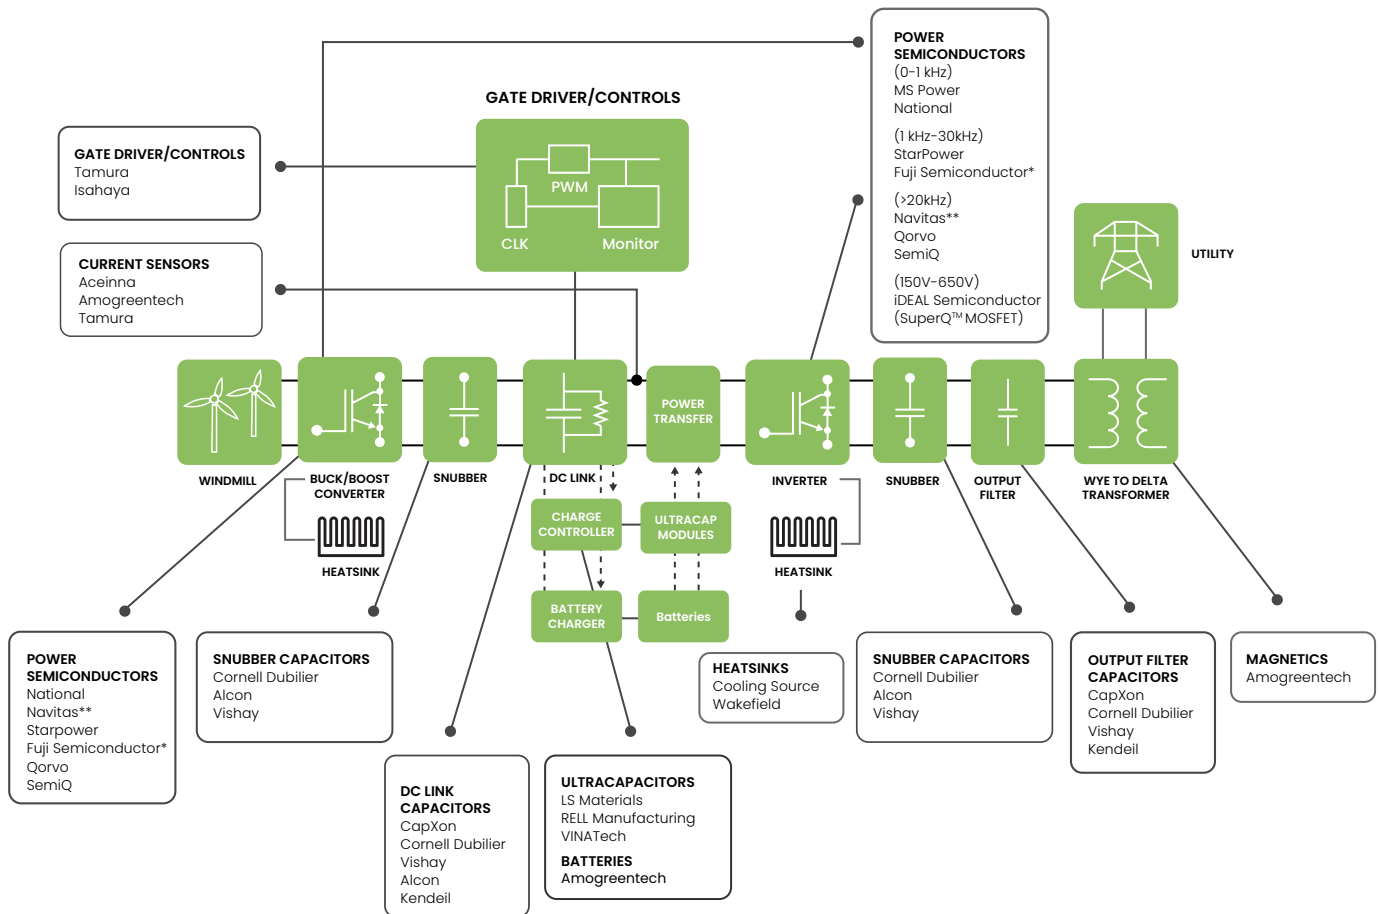 GATE DRIVER/CONTROLS
PWM
CLK
Monitor
GATE DRIVER/CONTROLS
Tamura
Isahaya
CURRENT SENSORS
Aceinna
Amogreentech
Tamura
POWER
SEMICONDUCTORS
(0-1 kHz)
MS Power
National
(1 kHz-30kHz)
StarPower
Fuji Semiconductor*
(>20kHz)
Navitas**
Qorvo
SemiQ
(150V-650V)
iDEAL Semiconductor
(SuperQ™ MOSFET)
UTILITY
WINDMILL
BUCK/BOOST
CONVERTER
HEATSINK
SNUBBER
DC LINK
POWER
TRANSFER
CHARGE
CONTROLLER
ULTRACAP
MODULES
BATTERY
CHARGER
Batteries
INVERTER
HEATSINK
SNUBBER
OUTPUT
FILTER
WYE TO DELTA
TRANSFORMER
POWER
SEMICONDUCTORS
National
Navitas**
Starpower
Fuji Semiconductor*
Qorvo
SemiQ
SNUBBER CAPACITORS
Cornell Dubilier
Alcon
Vishay
DC LINK
CAPACITORS
CapXon
Cornell Dubilier
Vishay
Alcon
Kendeil
ULTRACAPACITORS
LS Materials
RELL Manufacturing
VINATech
BATTERIES
Amogreentech
HEATSINKS
Cooling Source
Wakefield
SNUBBER CAPACITORS
Cornell Dubilier
Alcon
Vishay
OUTPUT FILTER
CAPACITORS
CapXon
Cornell Dubilier
Vishay
Kendeil
MAGNETICS
Amogreentech